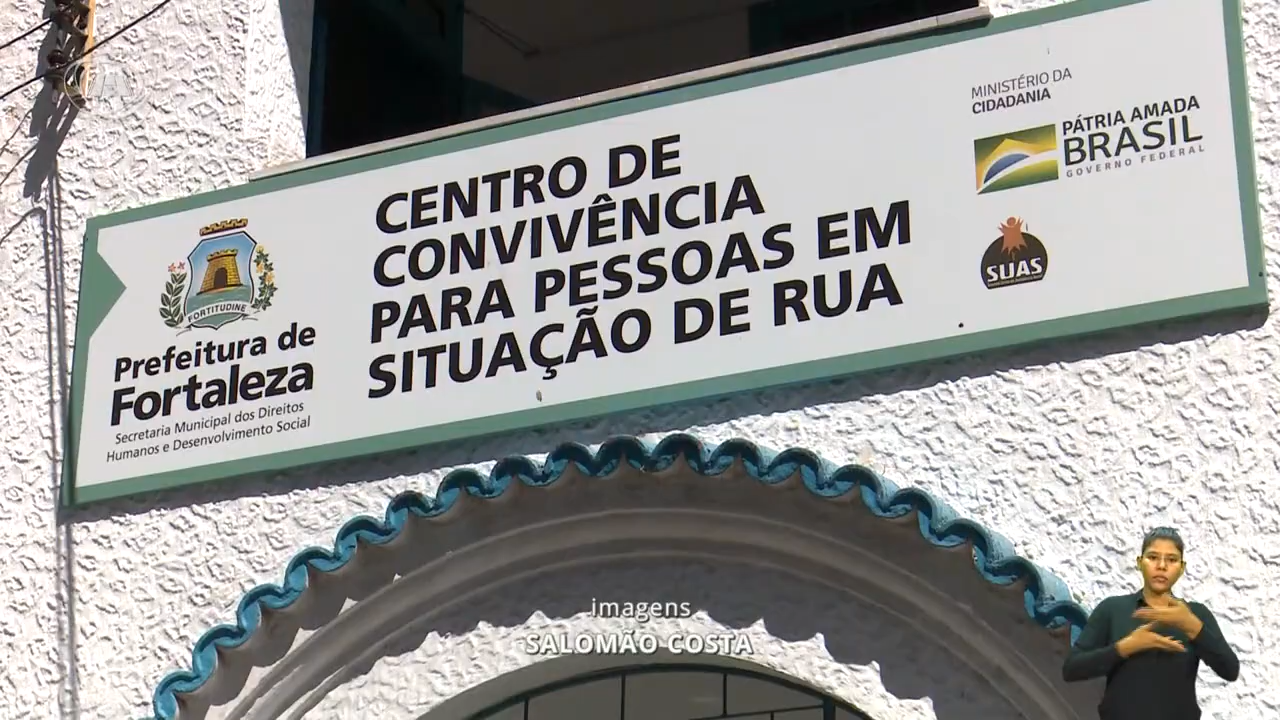 FORTITUDINE
Prefeitura de
Fortaleza
Secretaria Municipal dos Direitos
Humanos e Desenvolvimento Social
CENTRO DE
CONVIVÊNCIA
PARA PESSOAS EM
SITUAÇÃO DE RUA
MINISTÉRIO DA
CIDADANIA
PÁTRIA AMADA
BRASIL
GOVERNO FEDERAL
SUAS
imagens
SALOMÃO COSTA